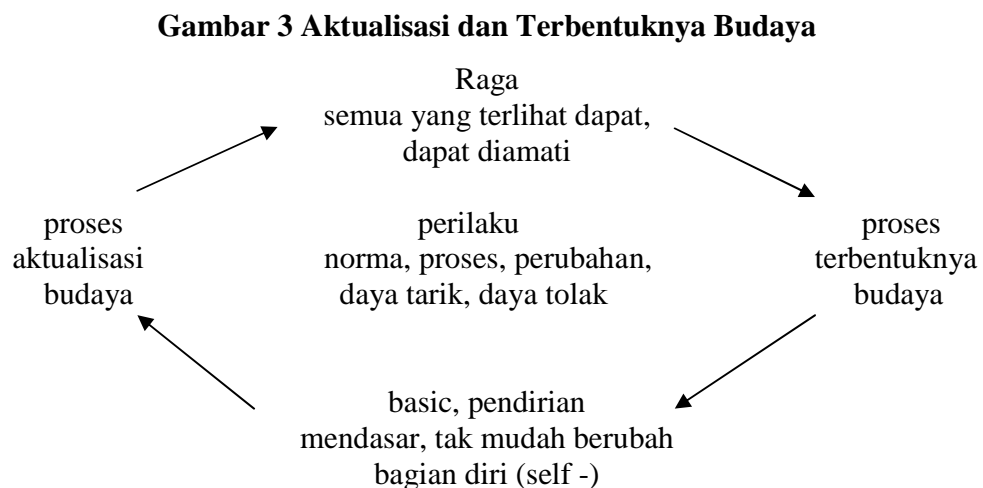 Gambar 3 Aktualisasi dan Terbentuknya Budaya
Raga
semua yang terlihat dapat,
dapat diamati
proses
aktualisasi
budaya
perilaku
norma, proses, perubahan,
daya tarik, daya tolak
proses
terbentuknya
budaya
basic, pendirian
mendasar, tak mudah berubah
bagian diri (self -)